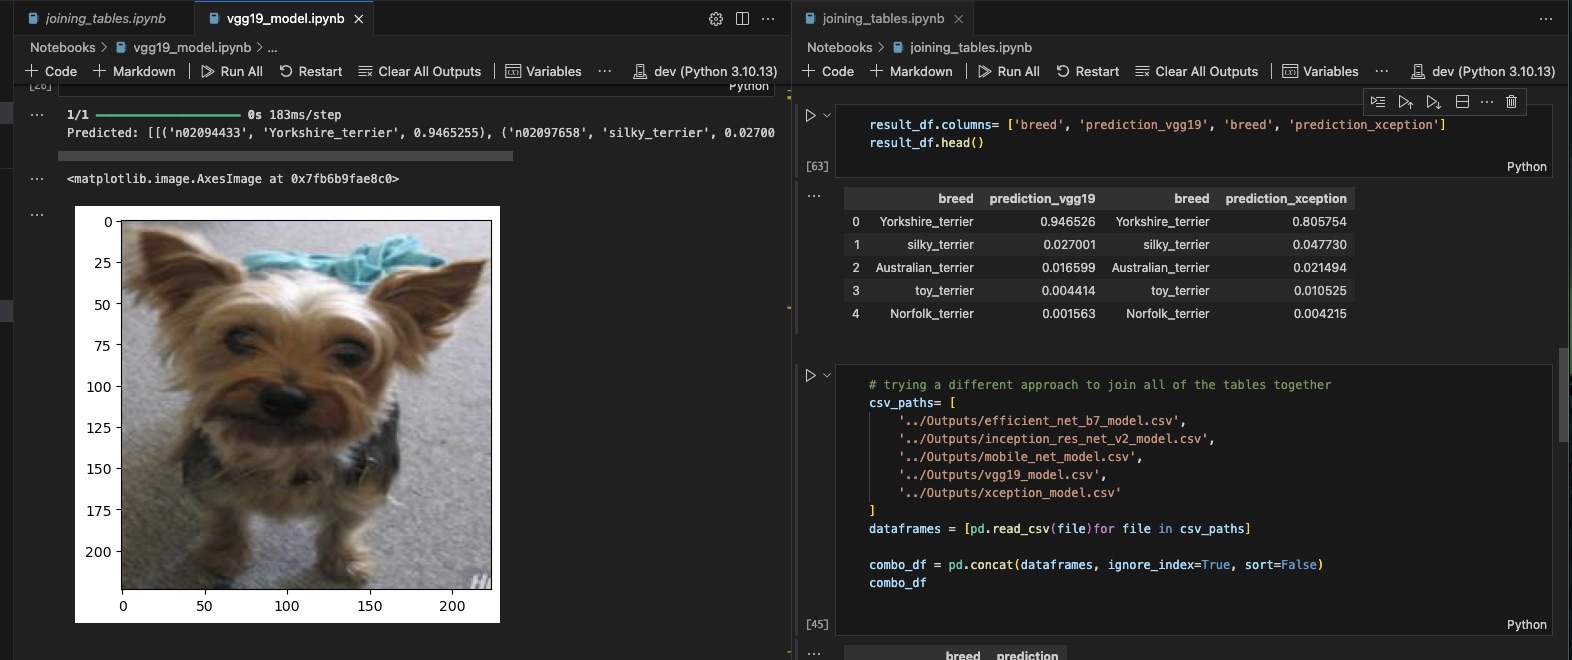 joining_tables.ipynb
vgg19_model.ipynb
Notebooks > vgg19_model.ipynb > ...
+ Code + Markdown Run All Restart Clear All Outputs Variables ... dev (Python 3.10.13)
[26]
Python
1/1 0s 183ms/step
Predicted: [[('n02094433', 'Yorkshire_terrier', 0.9465255), ('n02097658', 'silky_terrier', 0.02700
<matplotlib.image.AxesImage at 0x7fb6b9fae8c0>
0
25
50
75
100
125
150
175
200
0 50 100 150 200
joining_tables.ipynb
Notebooks > joining_tables.ipynb
+ Code + Markdown Run All Restart Clear All Outputs Variables ... dev (Python 3.10.13)
result_df.columns= ['breed', 'prediction_vgg19', 'breed', 'prediction_xception']
result_df.head()
[63]
Python
breed prediction_vgg19 breed prediction_xception
0 Yorkshire_terrier 0.946526 Yorkshire_terrier 0.805754
1 silky_terrier 0.027001 silky_terrier 0.047730
2 Australian_terrier 0.016599 Australian_terrier 0.021494
3 toy_terrier 0.004414 toy_terrier 0.010525
4 Norfolk_terrier 0.001563 Norfolk_terrier 0.004215
# trying a different approach to join all of the tables together
csv_paths= [
'../Outputs/efficient_net_b7_model.csv',
'../Outputs/inception_res_net_v2_model.csv',
'../Outputs/mobile_net_model.csv',
'../Outputs/vgg19_model.csv',
'../Outputs/xception_model.csv'
]
dataframes = [pd.read_csv(file)for file in csv_paths]
combo_df = pd.concat(dataframes, ignore_index=True, sort=False)
combo_df
[45]
Python
breed prediction